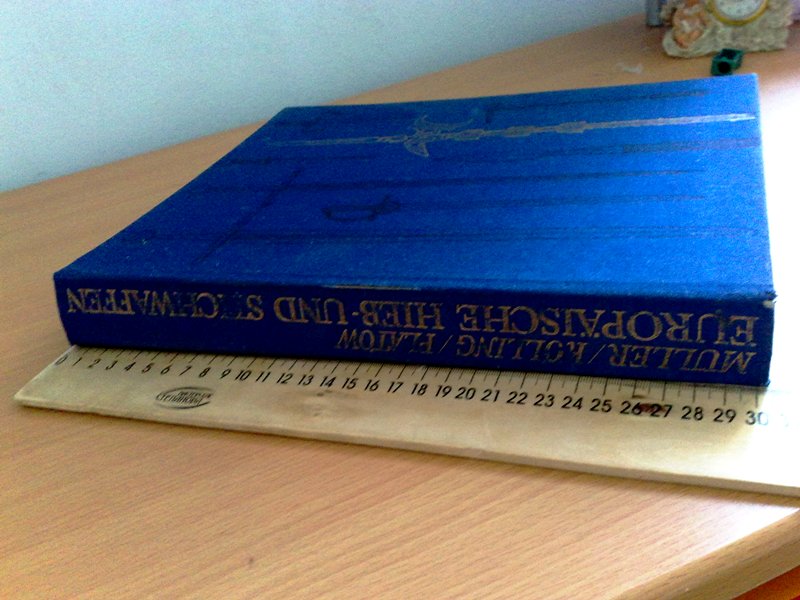 MÜLLER/KÖLLING/PLATOW
EUROPÄISCHE HIEB-UND STICHWAFFEN
0 1 2 3 4 5 6 7 8 9 10 11 12 13 14 15 16 17 18 19 20 21 22 23 24 25 26 27 28 29 30